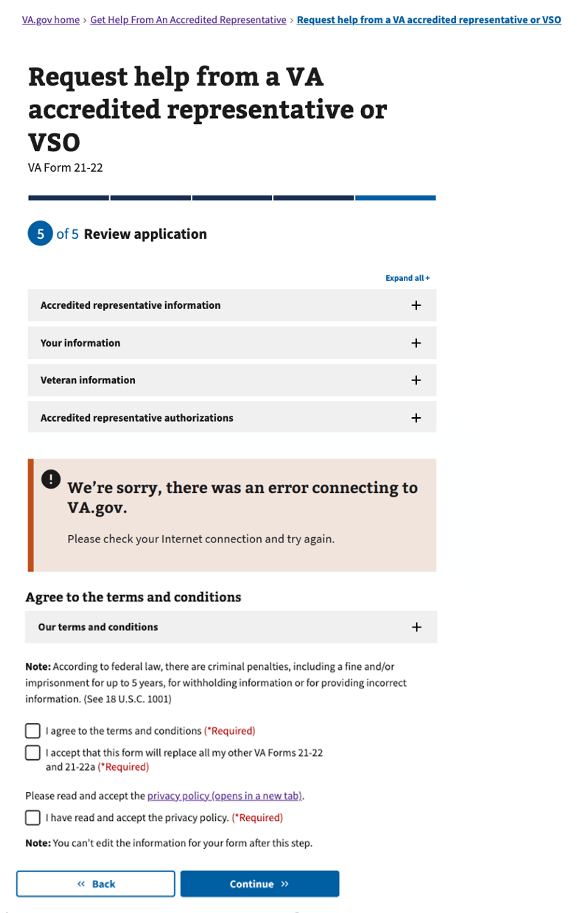 VA.gov home › Get Help From An Accredited Representative › Request help from a VA accredited representative or VSO
Request help from a VA
accredited representative or
VSO
VA Form 21-22
5 of 5 Review application
Expand all +
Accredited representative information +
Your information +
Veteran information +
Accredited representative authorizations +
! We're sorry, there was an error connecting to
VA.gov.
Please check your Internet connection and try again.
Agree to the terms and conditions
Our terms and conditions +
Note: According to federal law, there are criminal penalties, including a fine and/or
imprisonment for up to 5 years, for withholding information or for providing incorrect
information. (See 18 U.S.C. 1001)
I agree to the terms and conditions (*Required)
I accept that this form will replace all my other VA Forms 21-22
and 21-22a (*Required)
Please read and accept the privacy policy (opens in a new tab).
I have read and accept the privacy policy. (*Required)
Note: You can't edit the information for your form after this step.
« Back
Continue »